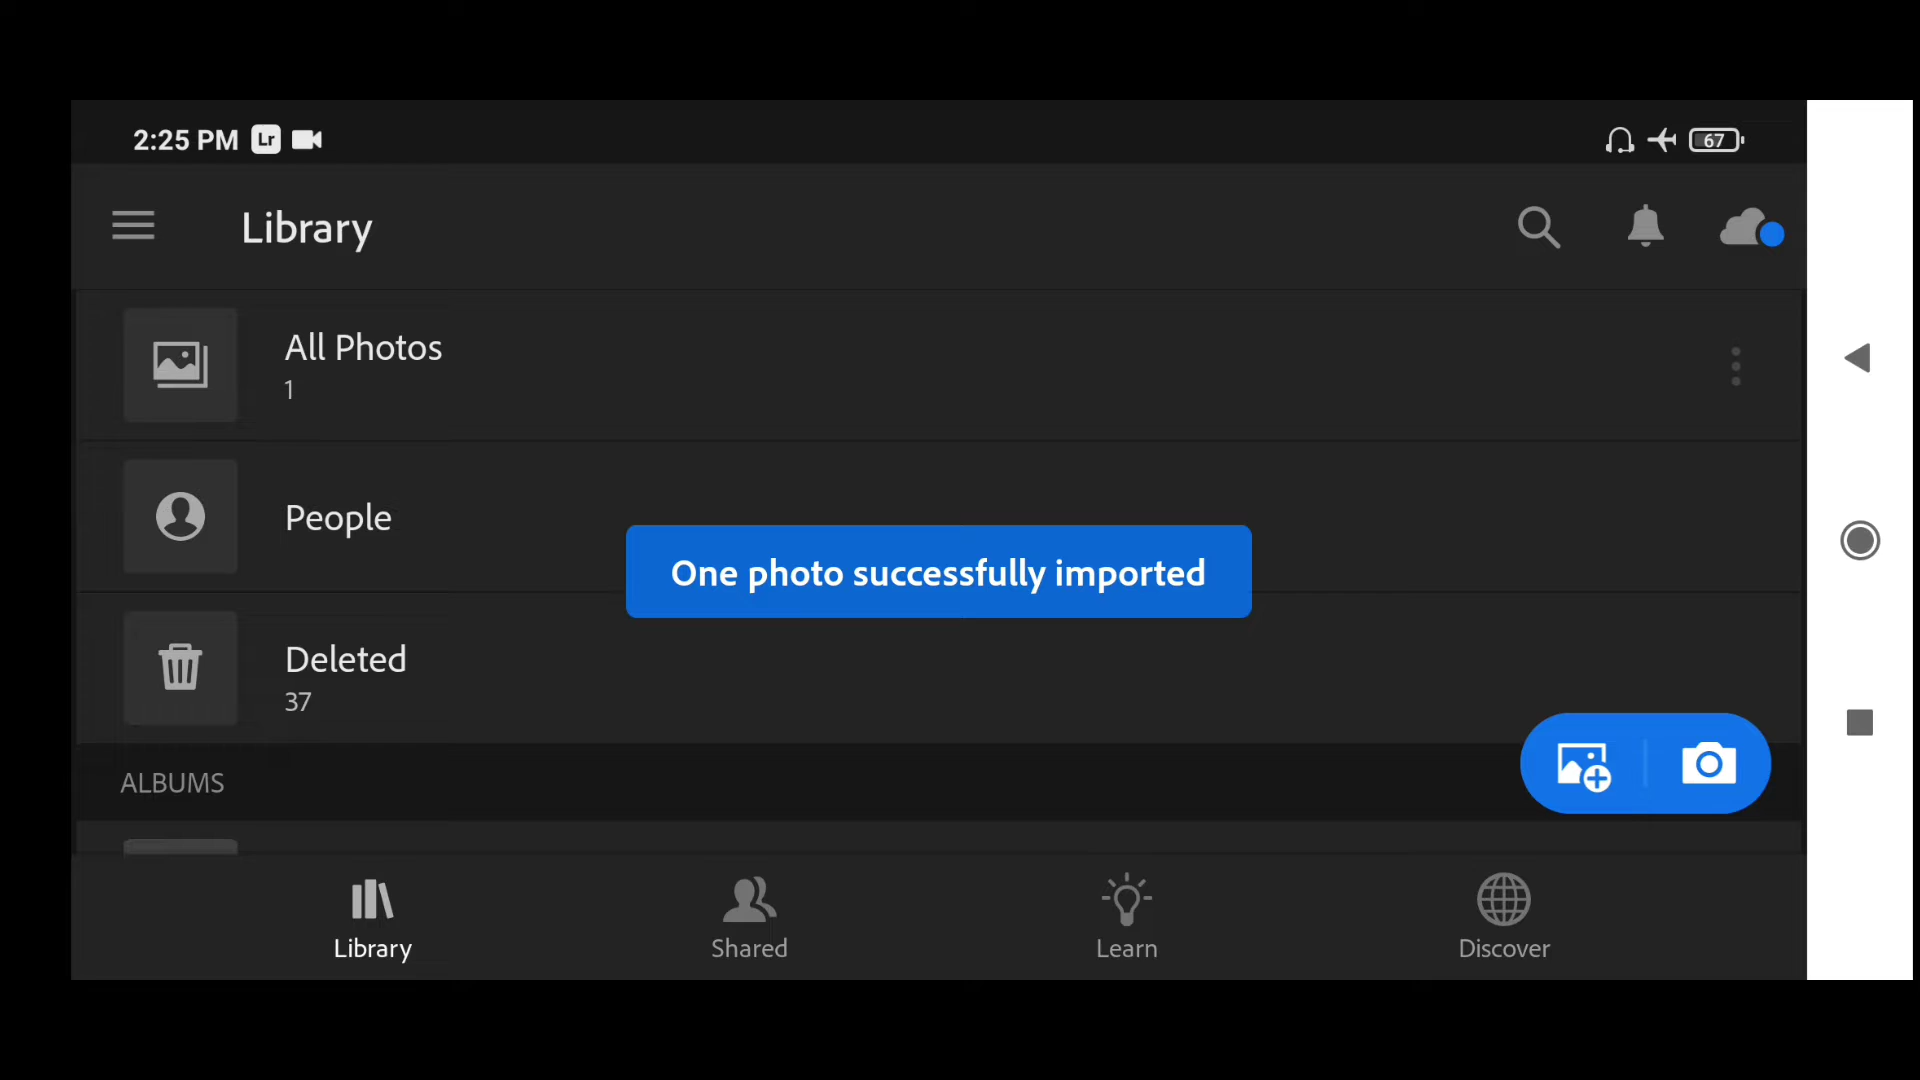 2:25 PM Lr 67
Library
All Photos
1
People
One photo successfully imported
Deleted
37
ALBUMS
Library Shared Learn Discover